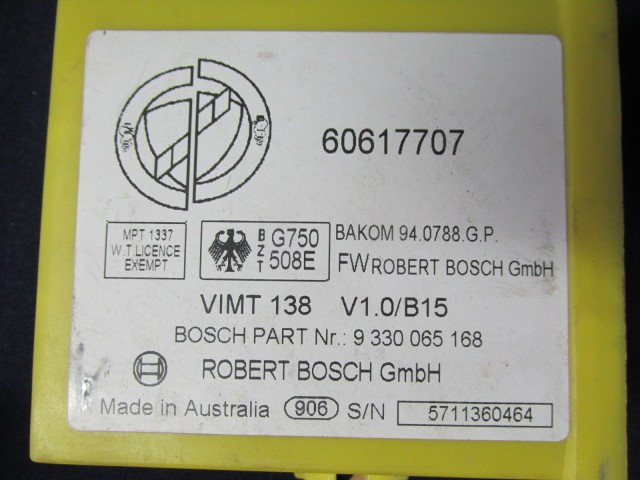 60617707
MPT 1337
W.T LICENCE
EXEMPT
BZT
G750
508E
BAKOM 94.0788.G.P.
FW ROBERT BOSCH GmbH
VIMT 138 V1.0/B15
BOSCH PART Nr.: 9 330 065 168
ROBERT BOSCH GmbH
Made in Australia 906 S/N 5711360464